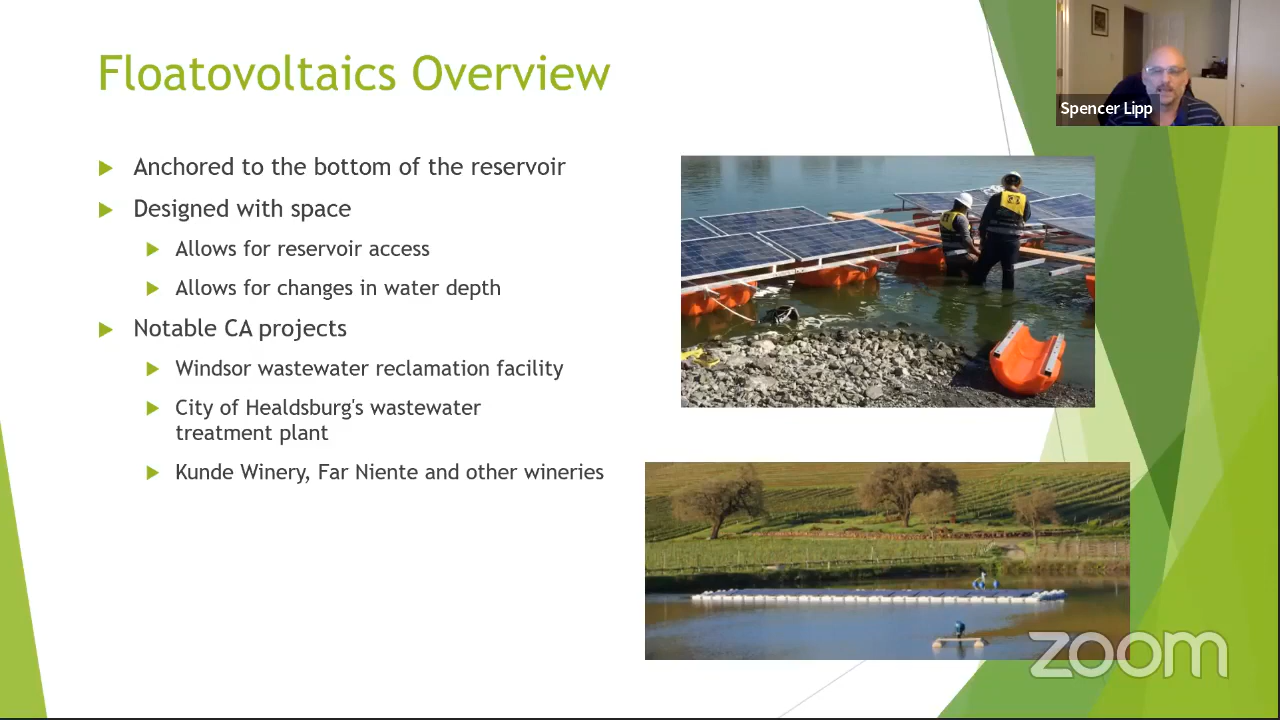 Floatovoltaics Overview
Spencer Lipp
Anchored to the bottom of the reservoir
Designed with space
Allows for reservoir access
Allows for changes in water depth
Notable CA projects
Windsor wastewater reclamation facility
City of Healdsburg's wastewater
treatment plant
Kunde Winery, Far Niente and other wineries
zoom